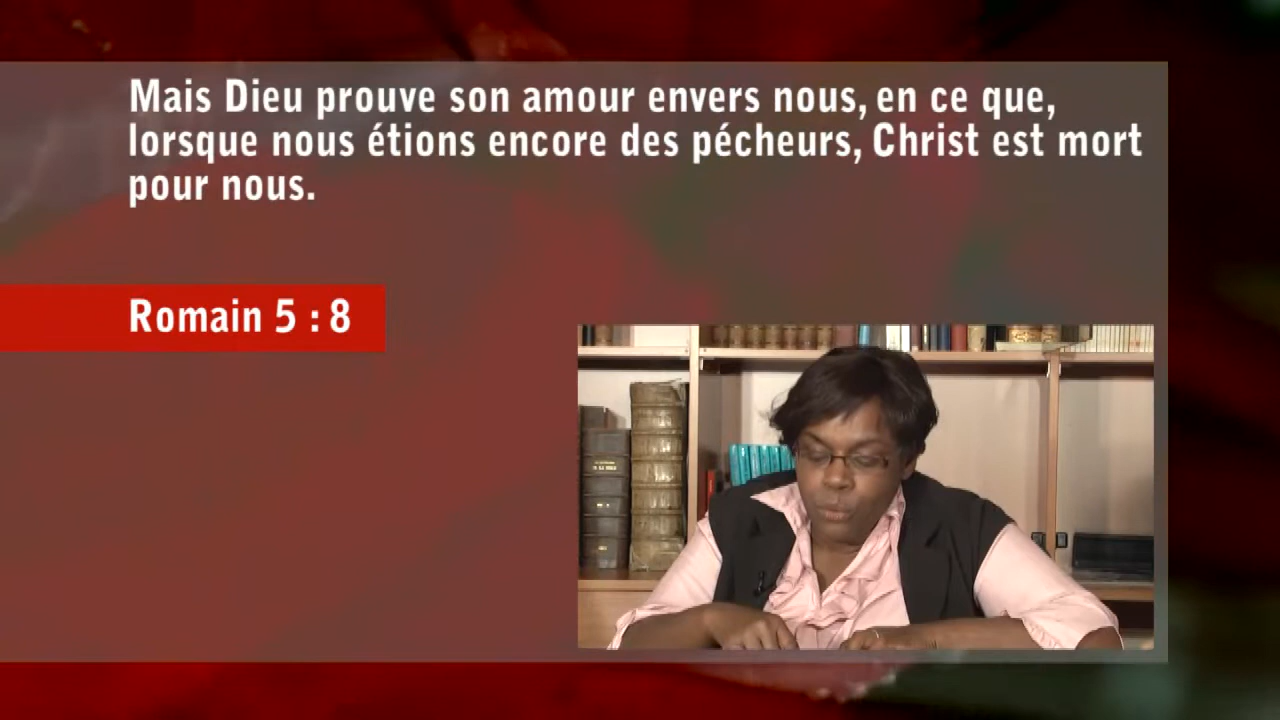 Mais Dieu prouve son amour envers nous, en ce que,
lorsque nous étions encore des pécheurs, Christ est mort
pour nous.
Romain 5 : 8